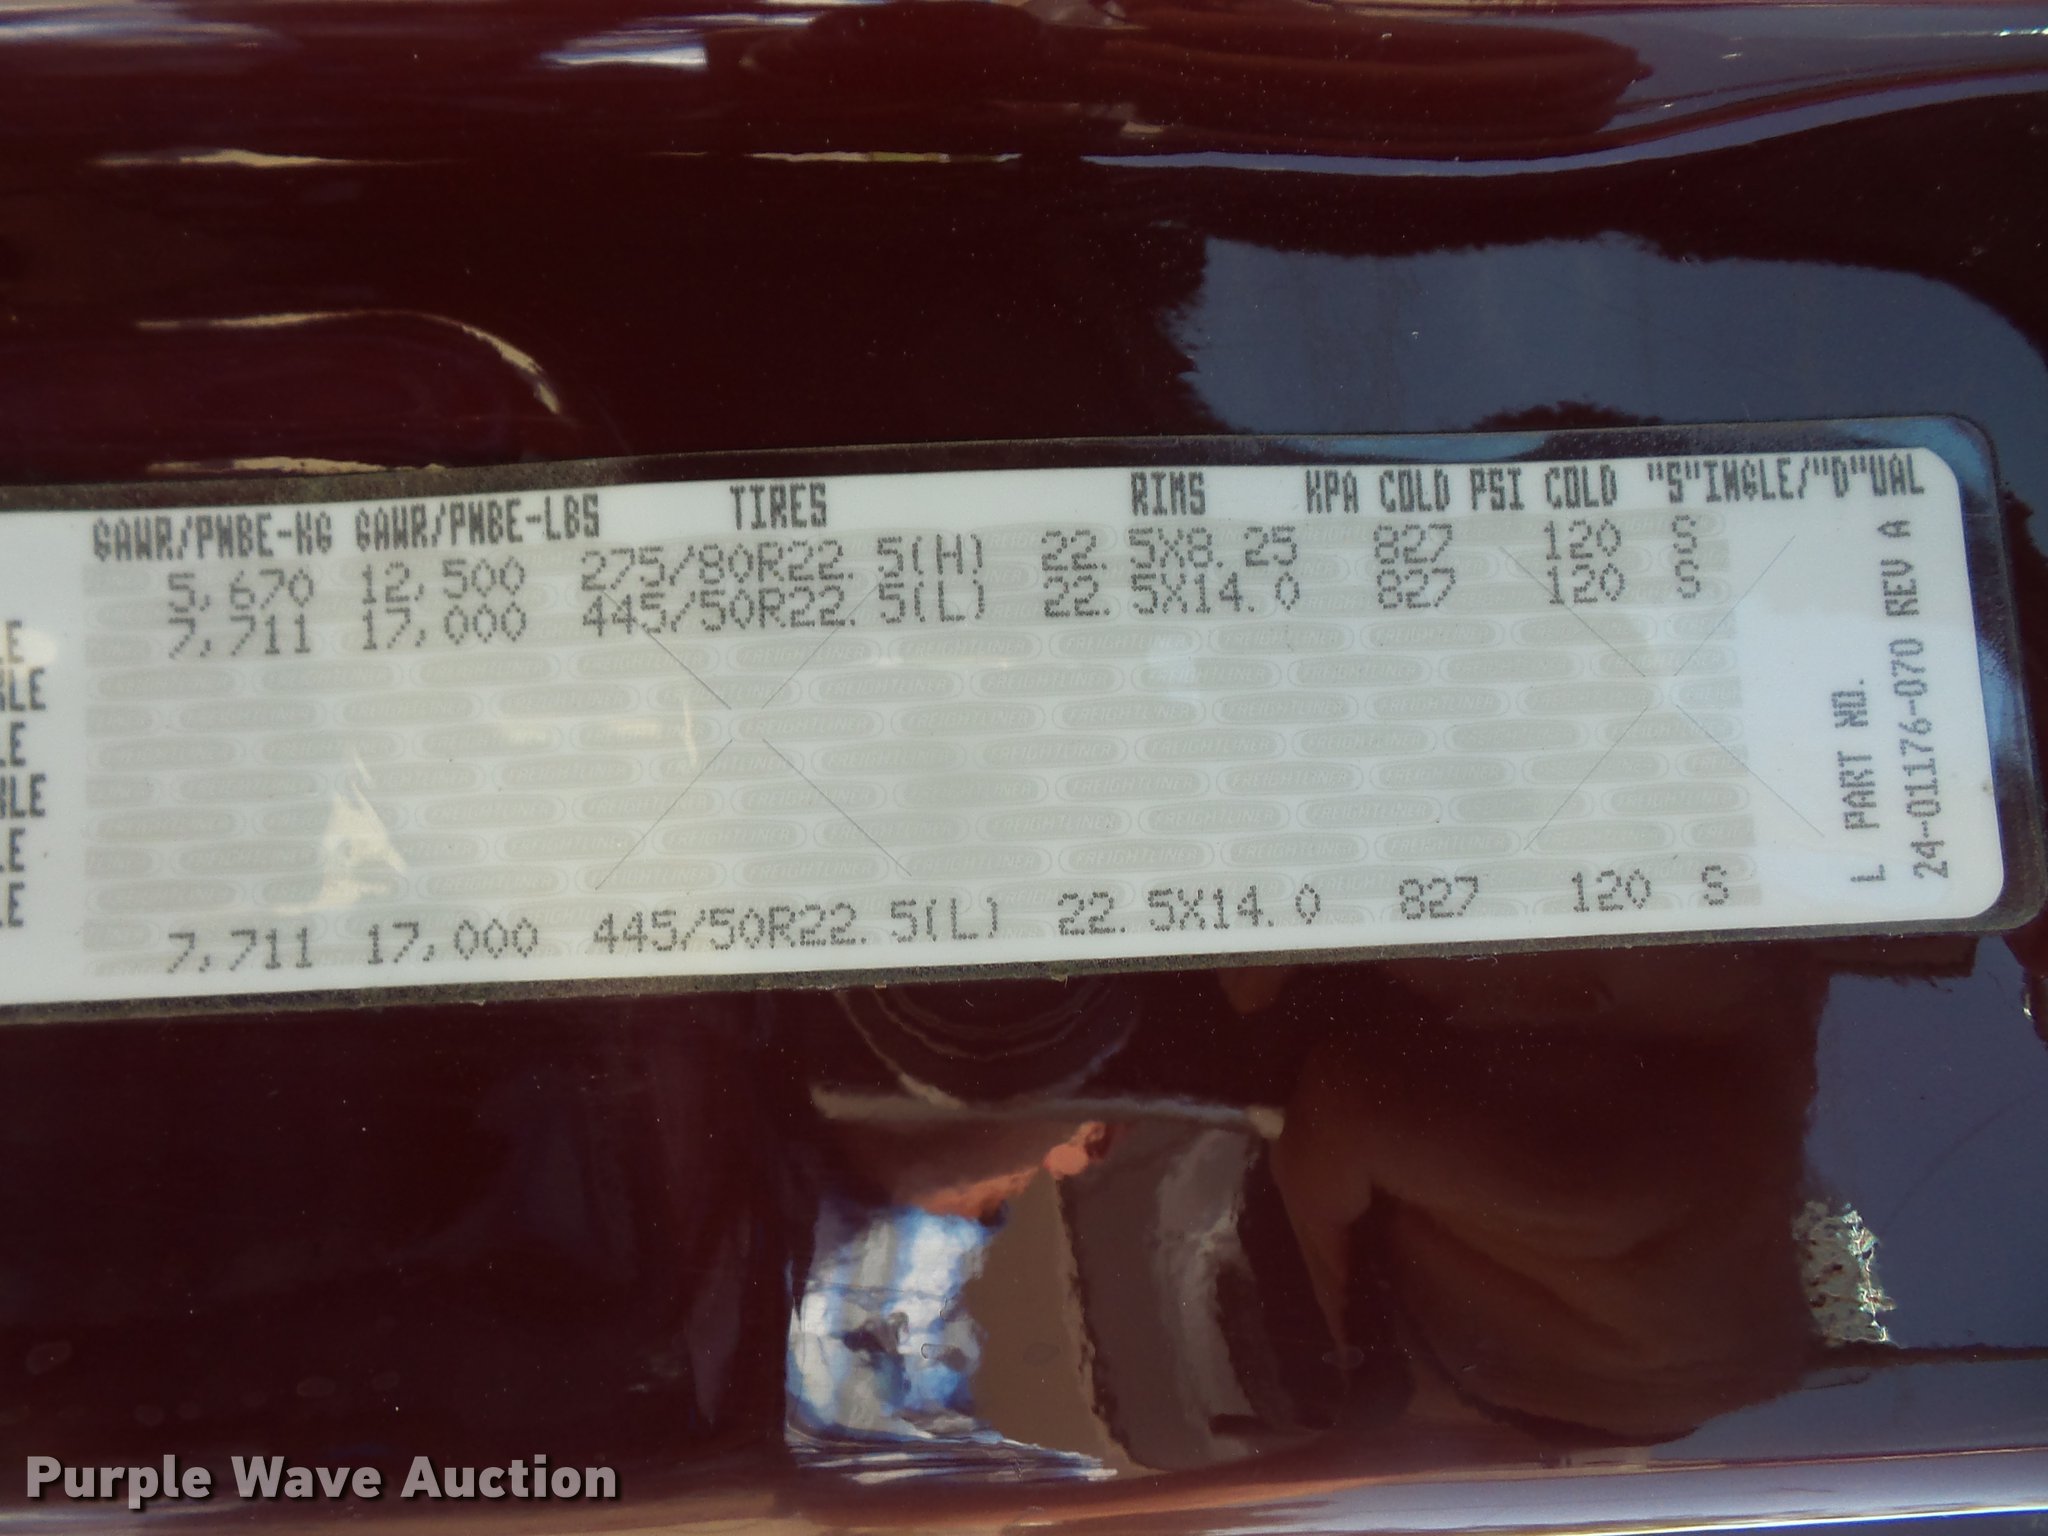 GAWR/PNBE-KG GAWR/PNBE-LBS TIRES RIMS KPA COLD PSI COLD "S"INGLE/"D"UAL
5,670 12,500 275/80R22.5(H) 22.5X8.25 827 120 S
7,711 17,000 445/50R22.5(L) 22.5X14.0 827 120 S
7,711 17,000 445/50R22.5(L) 22.5X14.0 827 120 S
L PART NO.
24-01176-070 REV A
FREIGHTLINER
Purple Wave Auction